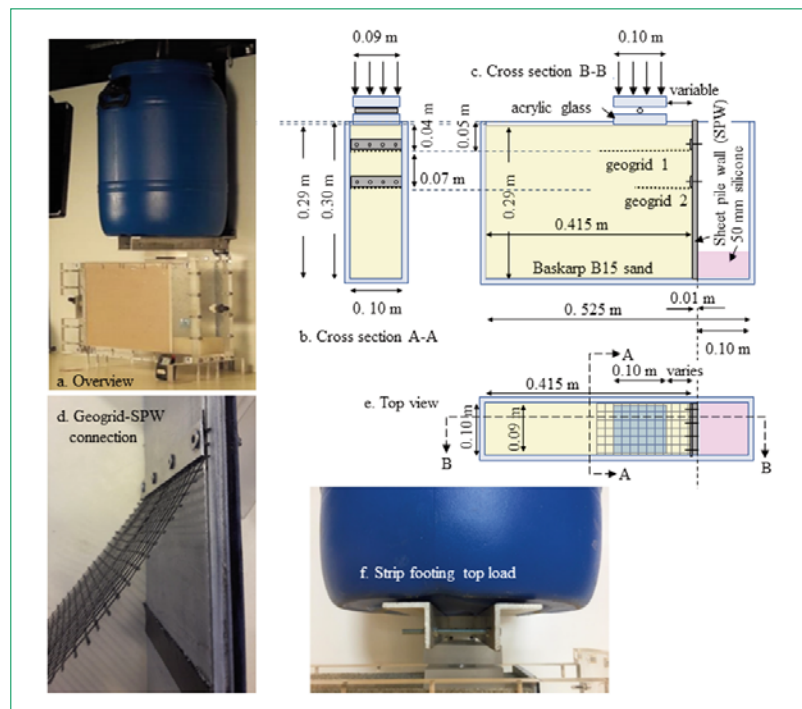 0.09 m
0.10 m
c. Cross section B-B
variable
acrylic glass
0.04 m
0.05 m
geogrid 1
0.07 m
geogrid 2
0.29 m
0.30 m
0.29 m
0.415 m
Sheet pile wall (SPW)
50 mm silicone
Baskarp B15 sand
0.10 m
0.01 m
0.525 m
b. Cross section A-A
0.10 m
a. Overview
A
0.10 m
varies
0.415 m
e. Top view
d. Geogrid-SPW
connection
0.10 m
0.09 m
B
B
A
f. Strip footing top load